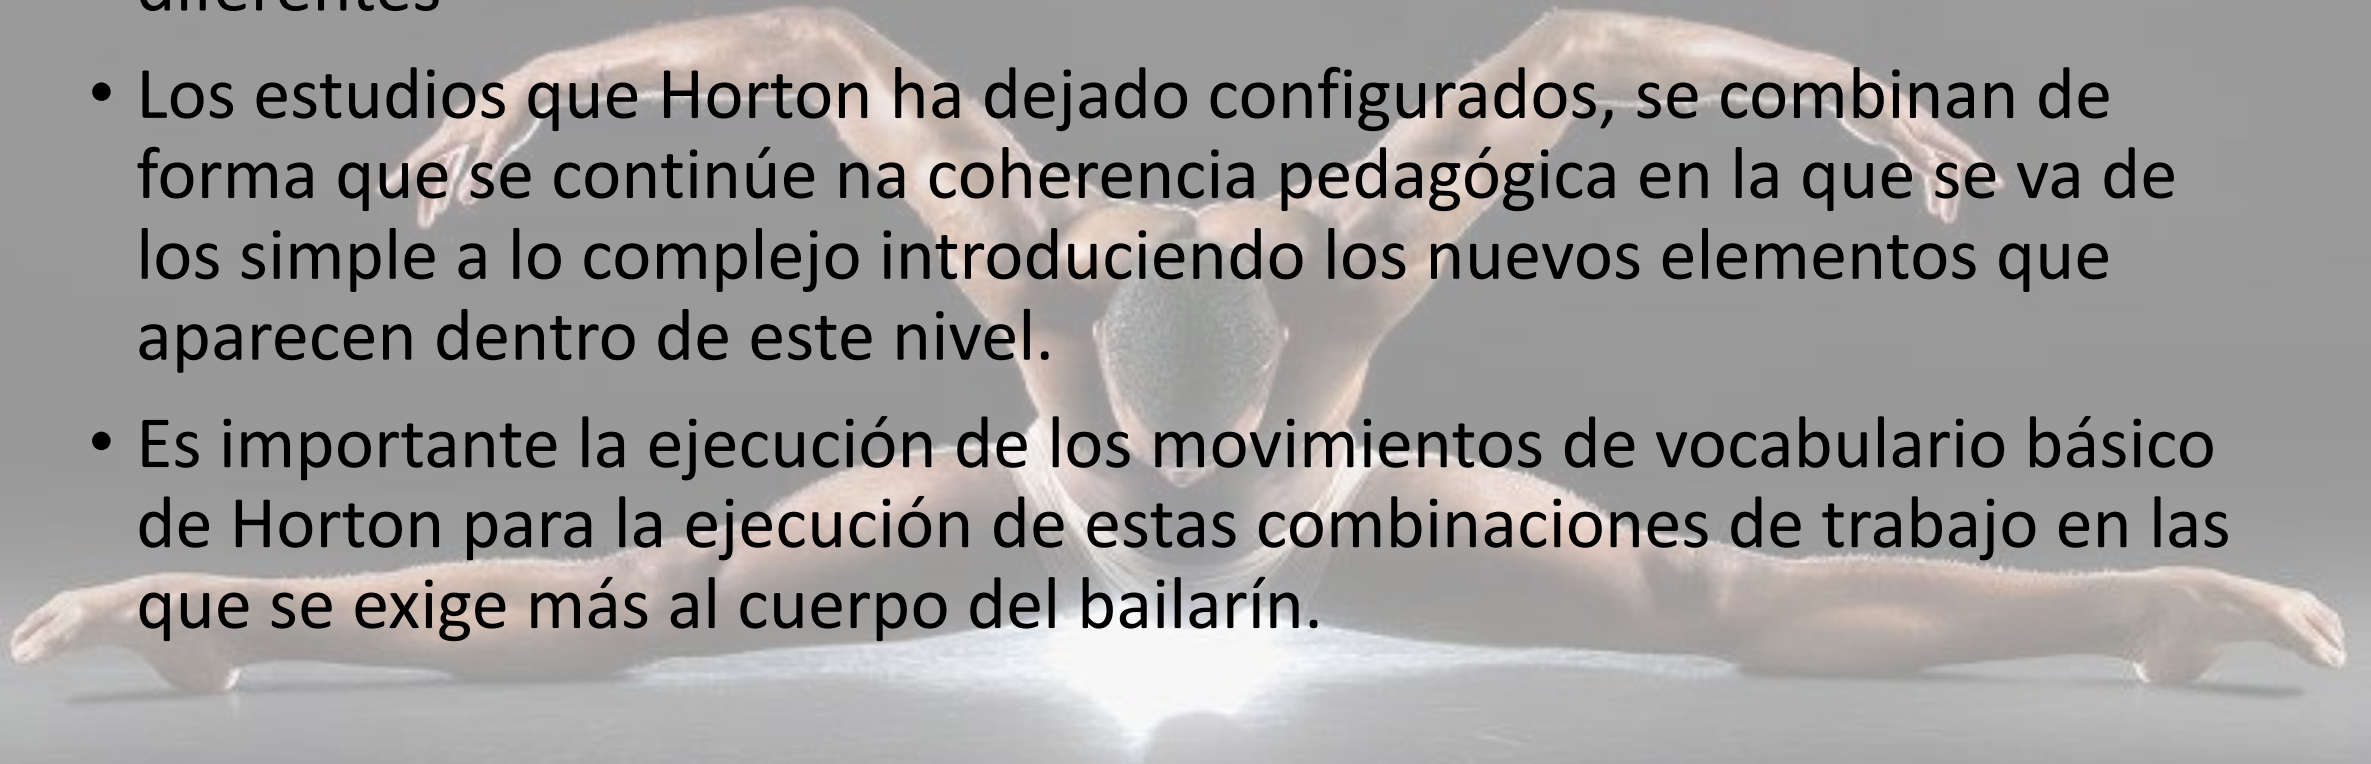 diferentes
• Los estudios que Horton ha dejado configurados, se combinan de
forma que se continúe na coherencia pedagógica en la que se va de
los simple a lo complejo introduciendo los nuevos elementos que
aparecen dentro de este nivel.
• Es importante la ejecución de los movimientos de vocabulario básico
de Horton para la ejecución de estas combinaciones de trabajo en las
que se exige más al cuerpo del bailarín.